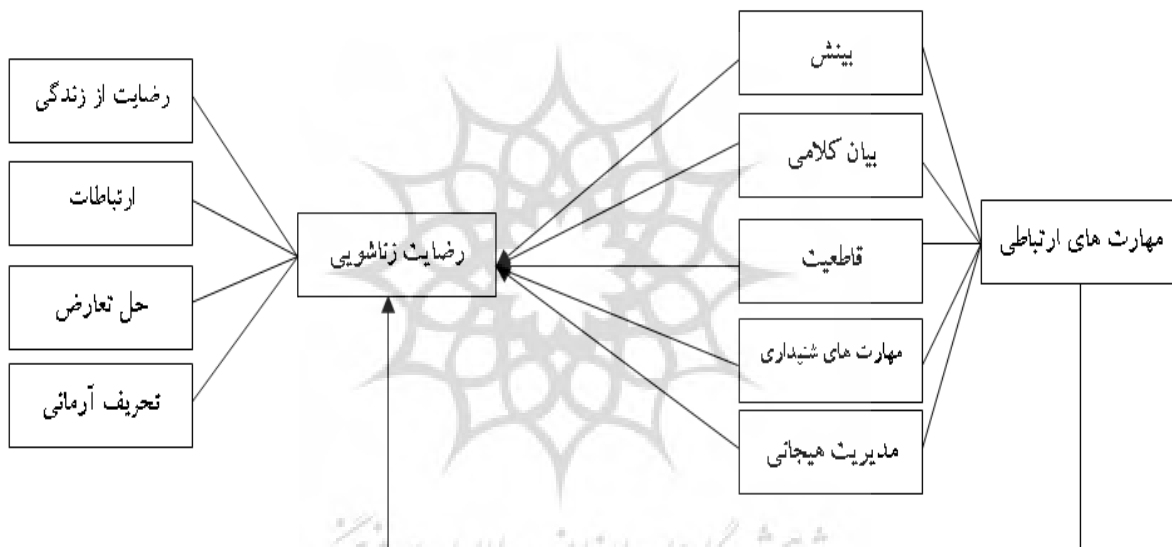 بینش
رضایت از زندگی
بیان کلامی
ارتباطات
مهارت های ارتباطی
رضایت زناشویی
قاطعیت
حل تعارض
مهارت های شنیداری
تحریف آرمانی
مدیریت هیجانی